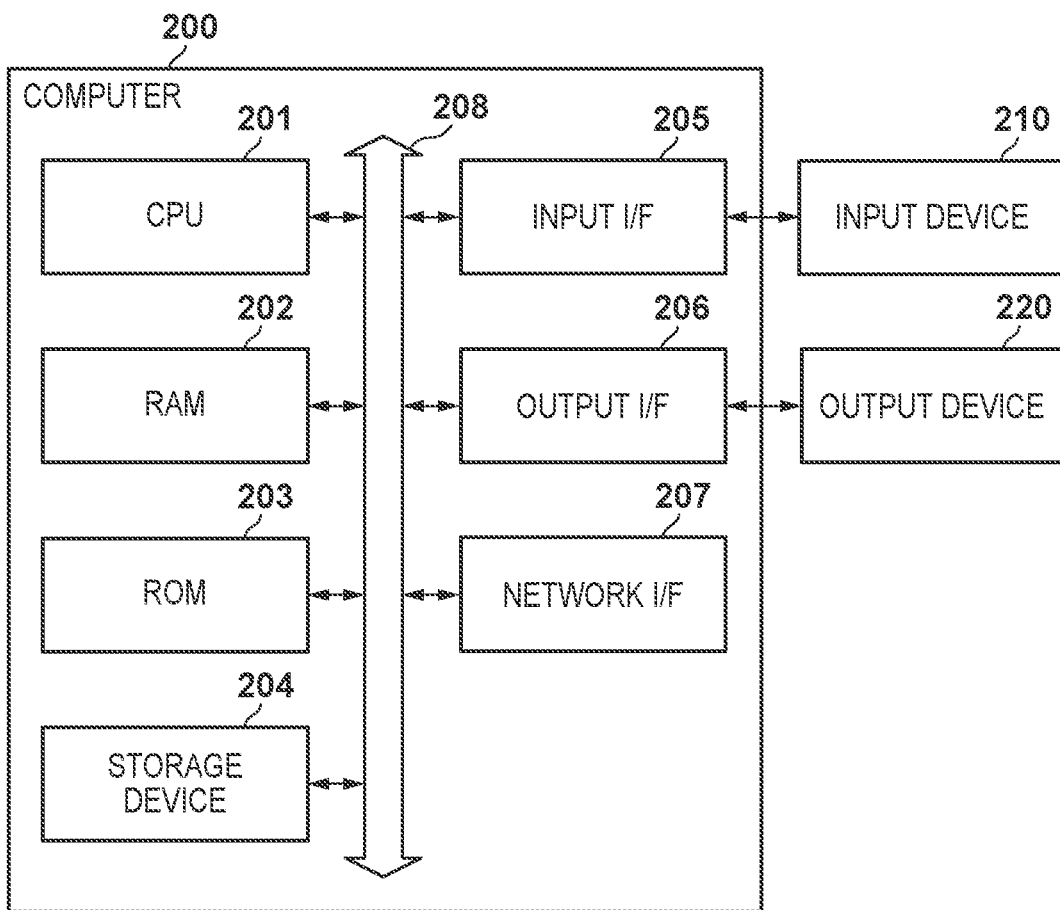 200
COMPUTER
201
208
205
210
CPU
INPUT I/F
INPUT DEVICE
202
206
220
RAM
OUTPUT I/F
OUTPUT DEVICE
203
207
ROM
NETWORK I/F
204
STORAGE
DEVICE